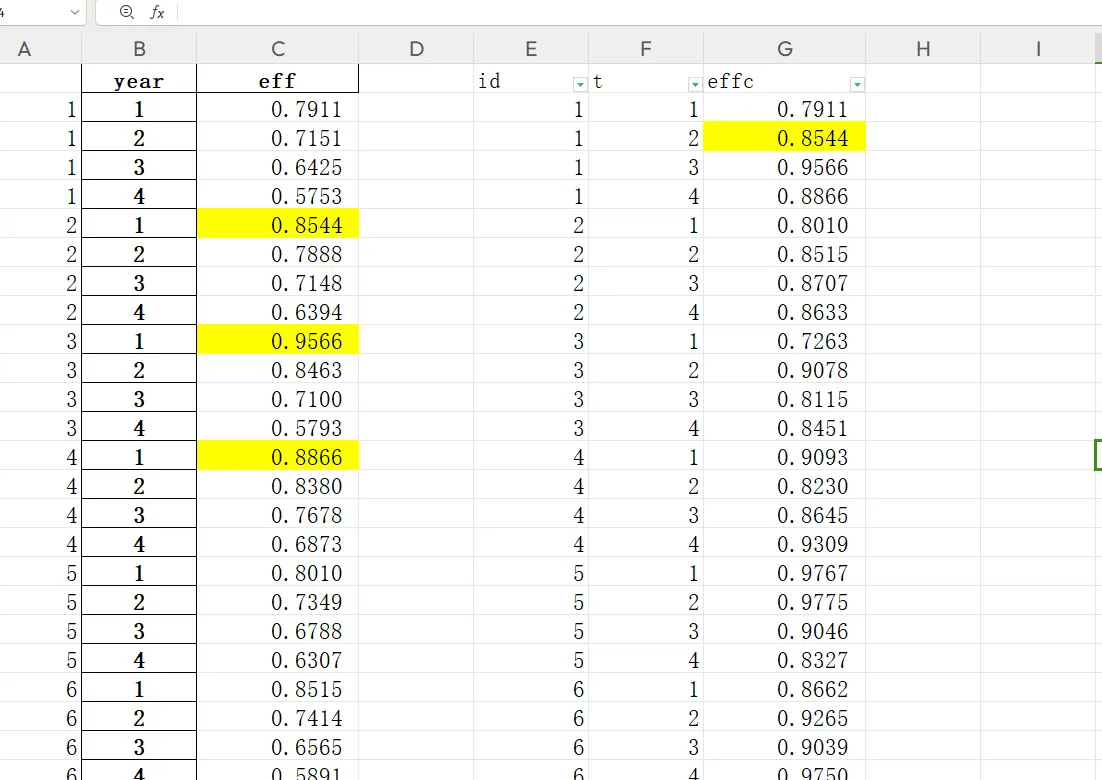 4 fx
A B C D E F G H I
year eff id t effc
1 1 0.7911 1 1 0.7911
1 2 0.7151 1 2 0.8544
1 3 0.6425 1 3 0.9566
1 4 0.5753 1 4 0.8866
2 1 0.8544 2 1 0.8010
2 2 0.7888 2 2 0.8515
2 3 0.7148 2 3 0.8707
2 4 0.6394 2 4 0.8633
3 1 0.9566 3 1 0.7263
3 2 0.8463 3 2 0.9078
3 3 0.7100 3 3 0.8115
3 4 0.5793 3 4 0.8451
4 1 0.8866 4 1 0.9093
4 2 0.8380 4 2 0.8230
4 3 0.7678 4 3 0.8645
4 4 0.6873 4 4 0.9309
5 1 0.8010 5 1 0.9767
5 2 0.7349 5 2 0.9775
5 3 0.6788 5 3 0.9046
5 4 0.6307 5 4 0.8327
6 1 0.8515 6 1 0.8662
6 2 0.7414 6 2 0.9265
6 3 0.6565 6 3 0.9039
6 4 0.5891 6 4 0.9750